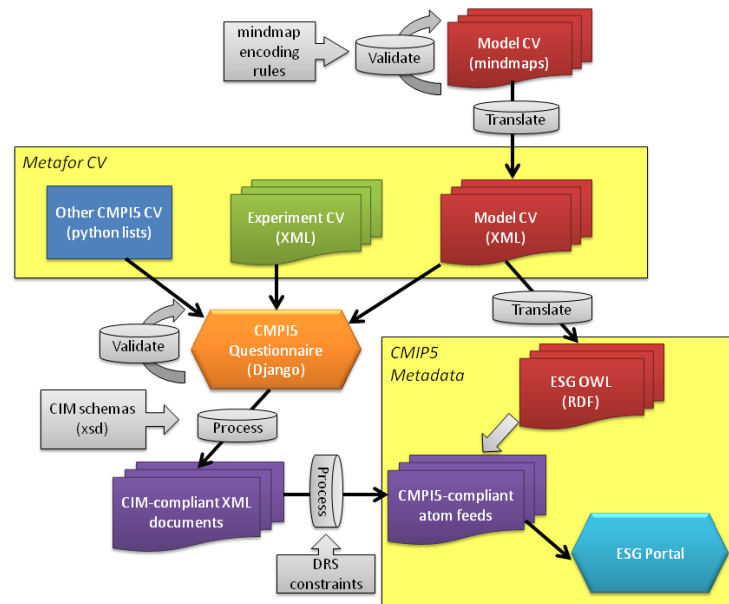 mindmap
encoding
rules
Validate
Model CV
(mindmaps)
Translate
Metafor CV
Other CMPI5 CV
(python lists)
Experiment CV
(XML)
Model CV
(XML)
Validate
CMPI5
Questionnaire
(Django)
Translate
CMIP5
Metadata
ESG OWL
(RDF)
CIM schemas
(xsd)
Process
CIM-compliant XML
documents
Process
CMPI5-compliant
atom feeds
DRS
constraints
ESG Portal